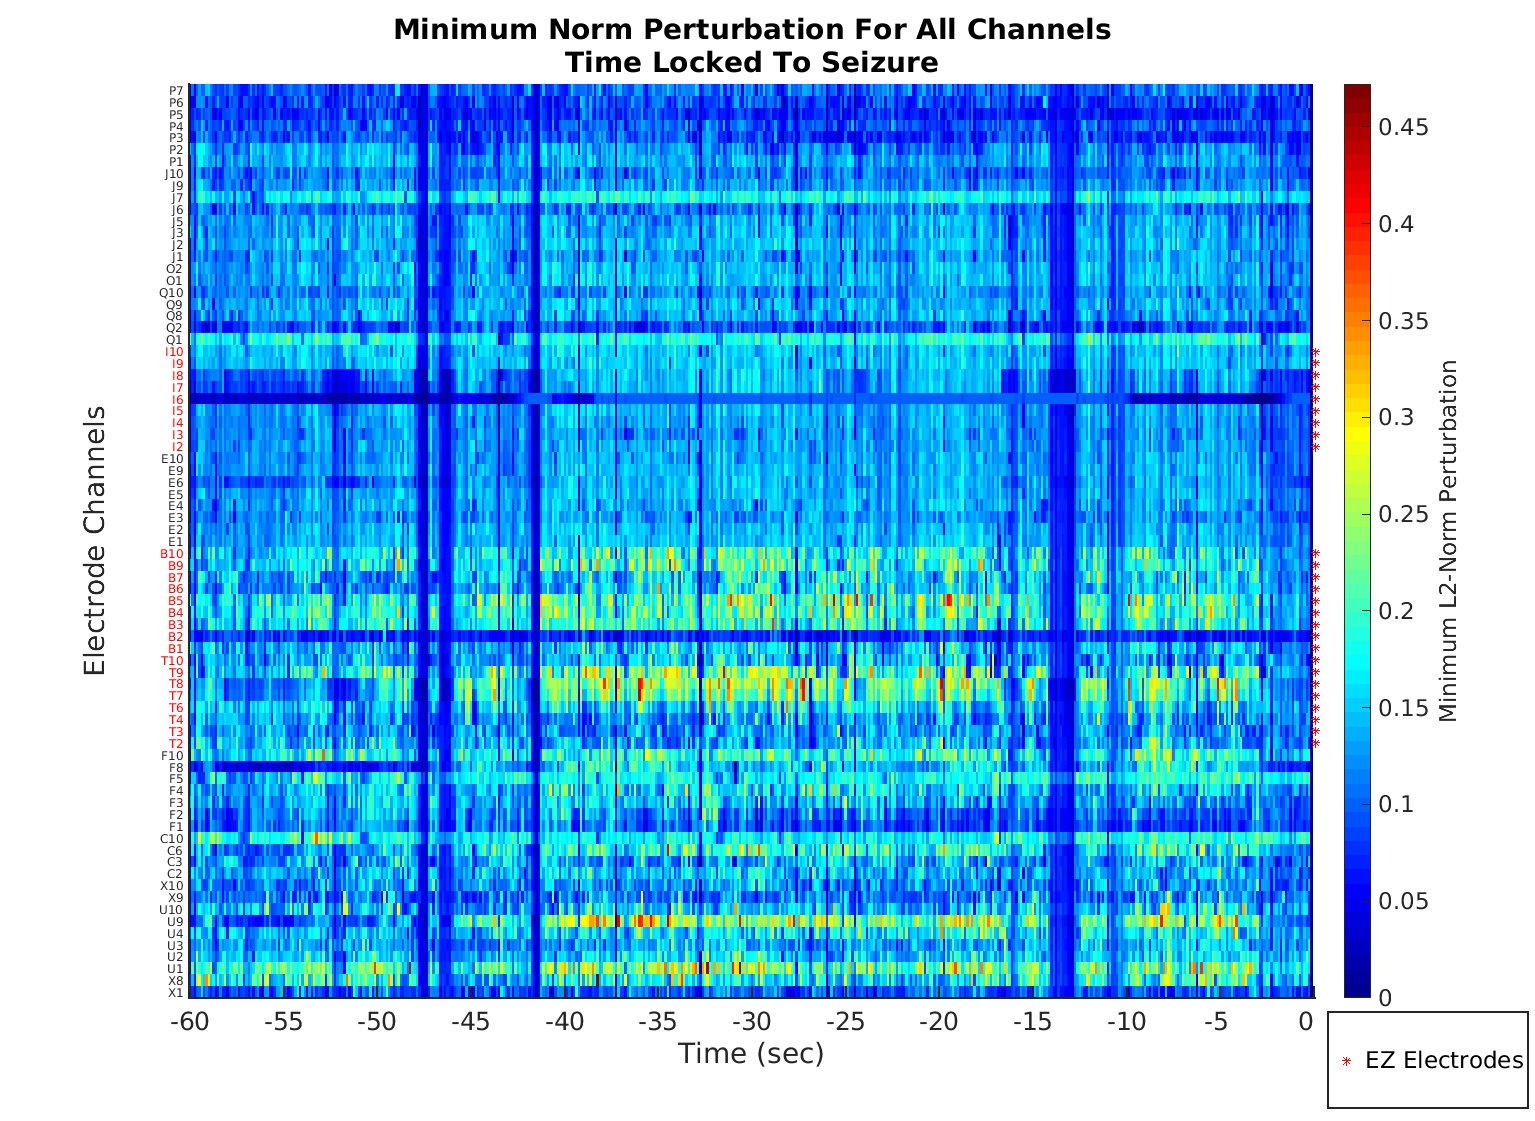 Minimum Norm Perturbation For All Channels
Time Locked To Seizure
Electrode Channels
P7
P6
P5
P4
P3
P2
P1
J10
J9
J7
J6
J5
J3
J2
J1
O2
O1
Q10
Q9
Q8
Q2
Q1
I10
I9
I8
I7
I6
I5
I4
I3
I2
E10
E9
E6
E5
E4
E3
E2
E1
B10
B9
B7
B6
B5
B4
B3
B2
B1
T10
T9
T8
T7
T6
T4
T3
T2
F10
F8
F5
F4
F3
F2
F1
C10
C6
C3
C2
X10
X9
U10
U9
U4
U3
U2
U1
X8
X1
-60 -55 -50 -45 -40 -35 -30 -25 -20 -15 -10 -5 0
Time (sec)
0.45
0.4
0.35
0.3
0.25
0.2
0.15
0.1
0.05
0
Minimum L2-Norm Perturbation
EZ Electrodes